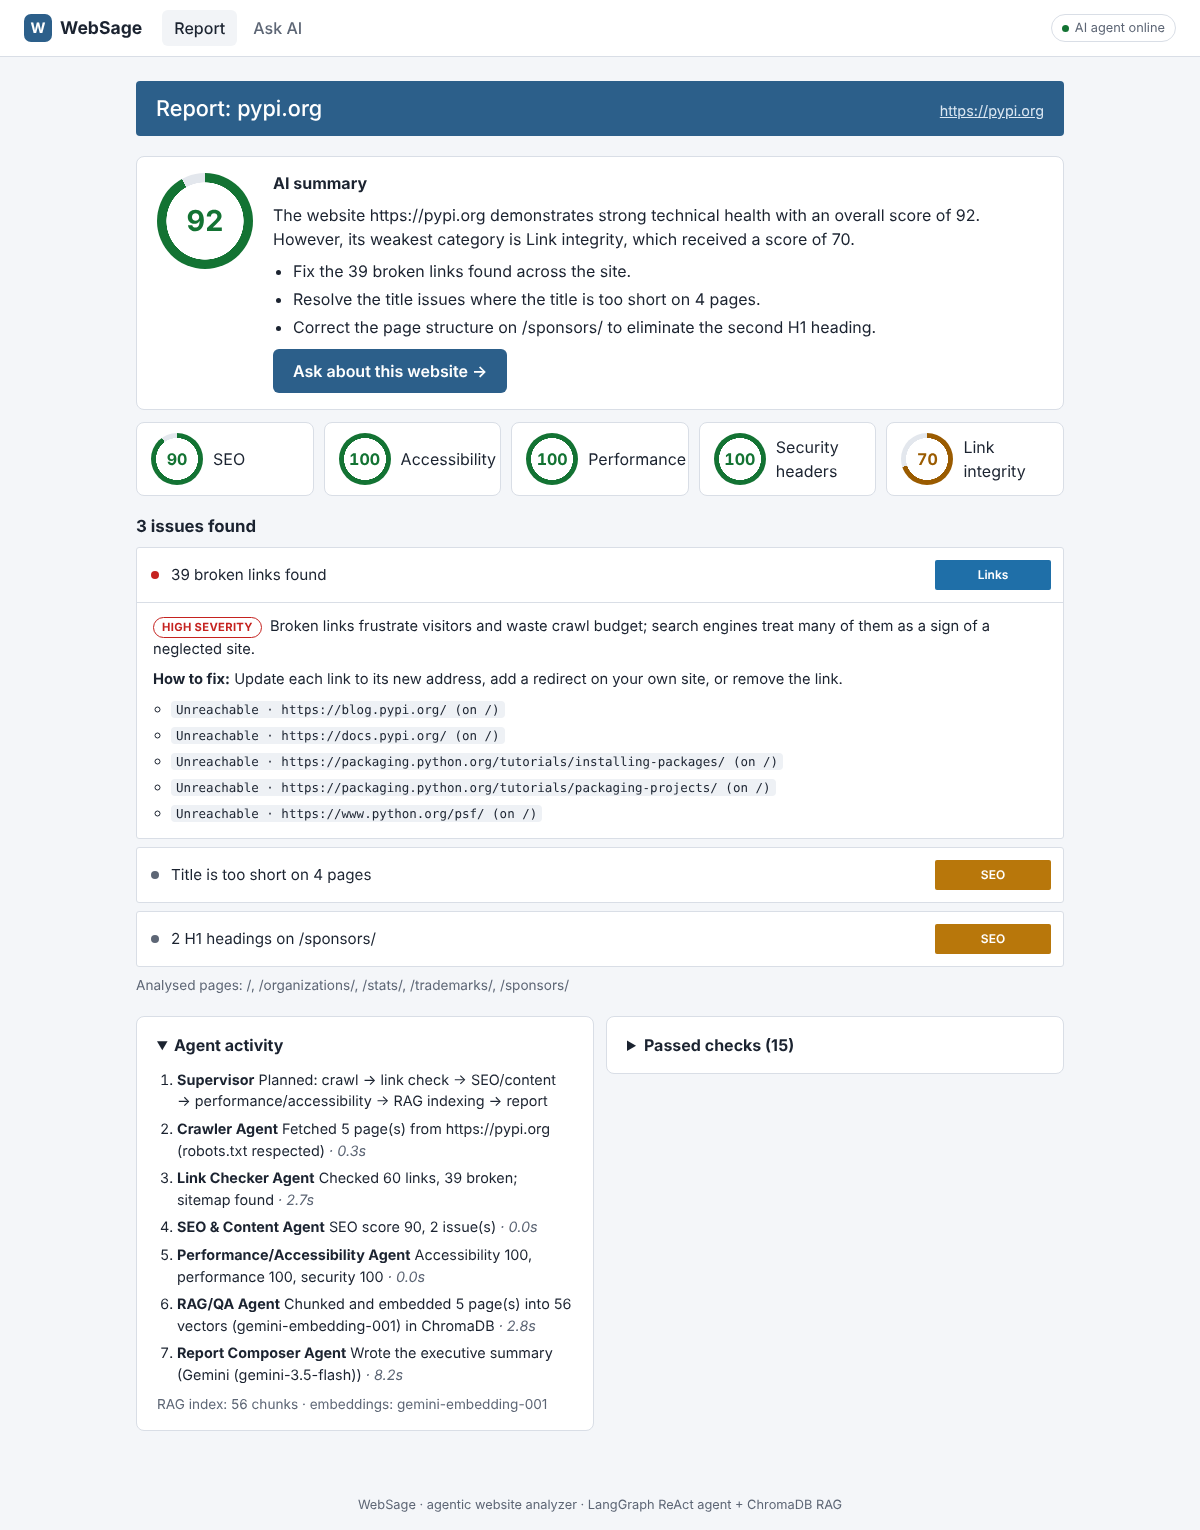 W WebSage Report Ask AI AI agent online
Report: pypi.org https://pypi.org
92
AI summary
The website https://pypi.org demonstrates strong technical health with an overall score of 92.
However, its weakest category is Link integrity, which received a score of 70.
• Fix the 39 broken links found across the site.
• Resolve the title issues where the title is too short on 4 pages.
• Correct the page structure on /sponsors/ to eliminate the second H1 heading.
Ask about this website →
90 SEO
100 Accessibility
100 Performance
100 Security
headers
70 Link
integrity
3 issues found
39 broken links found Links
HIGH SEVERITY Broken links frustrate visitors and waste crawl budget; search engines treat many of them as a sign of a
neglected site.
How to fix: Update each link to its new address, add a redirect on your own site, or remove the link.
Unreachable · https://blog.pypi.org/ (on /)
Unreachable · https://docs.pypi.org/ (on /)
Unreachable · https://packaging.python.org/tutorials/installing-packages/ (on /)
Unreachable · https://packaging.python.org/tutorials/packaging-projects/ (on /)
Unreachable · https://www.python.org/psf/ (on /)
Title is too short on 4 pages SEO
2 H1 headings on /sponsors/ SEO
Analysed pages: /, /organizations/, /stats/, /trademarks/, /sponsors/
▼ Agent activity
1. Supervisor Planned: crawl → link check → SEO/content
→ performance/accessibility → RAG indexing → report
2. Crawler Agent Fetched 5 page(s) from https://pypi.org
(robots.txt respected) · 0.3s
3. Link Checker Agent Checked 60 links, 39 broken;
sitemap found · 2.7s
4. SEO & Content Agent SEO score 90, 2 issue(s) · 0.0s
5. Performance/Accessibility Agent Accessibility 100,
performance 100, security 100 · 0.0s
6. RAG/QA Agent Chunked and embedded 5 page(s) into 56
vectors (gemini-embedding-001) in ChromaDB · 2.8s
7. Report Composer Agent Wrote the executive summary
(Gemini (gemini-3.5-flash)) · 8.2s
RAG index: 56 chunks · embeddings: gemini-embedding-001
▶ Passed checks (15)
WebSage · agentic website analyzer · LangGraph ReAct agent + ChromaDB RAG